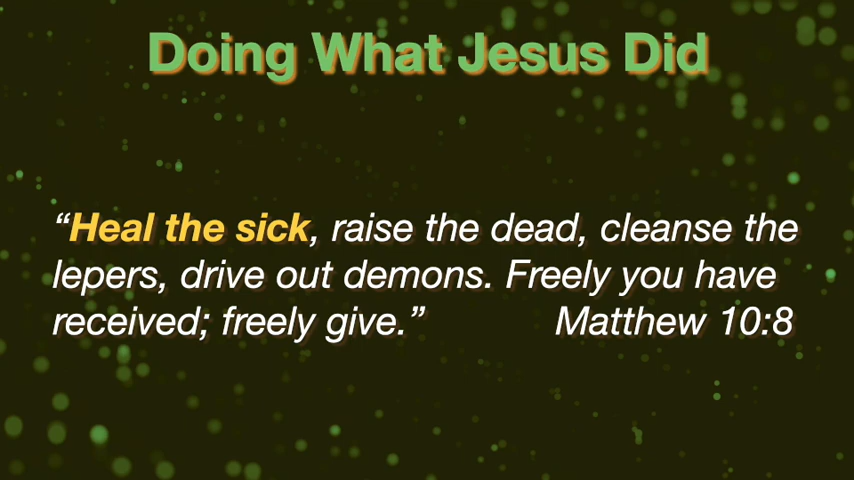 Doing What Jesus Did
“Heal the sick, raise the dead, cleanse the
lepers, drive out demons. Freely you have
received; freely give.” Matthew 10:8